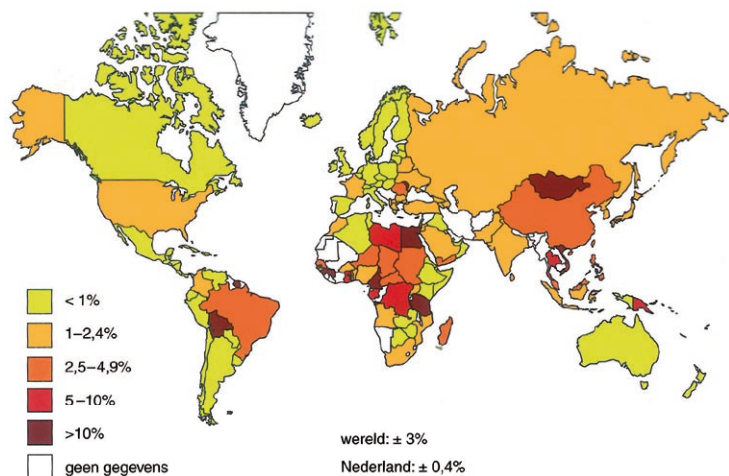 < 1%
1–2,4%
2,5–4,9%
5–10%
>10%
geen gegevens
wereld: ± 3%
Nederland: ± 0,4%